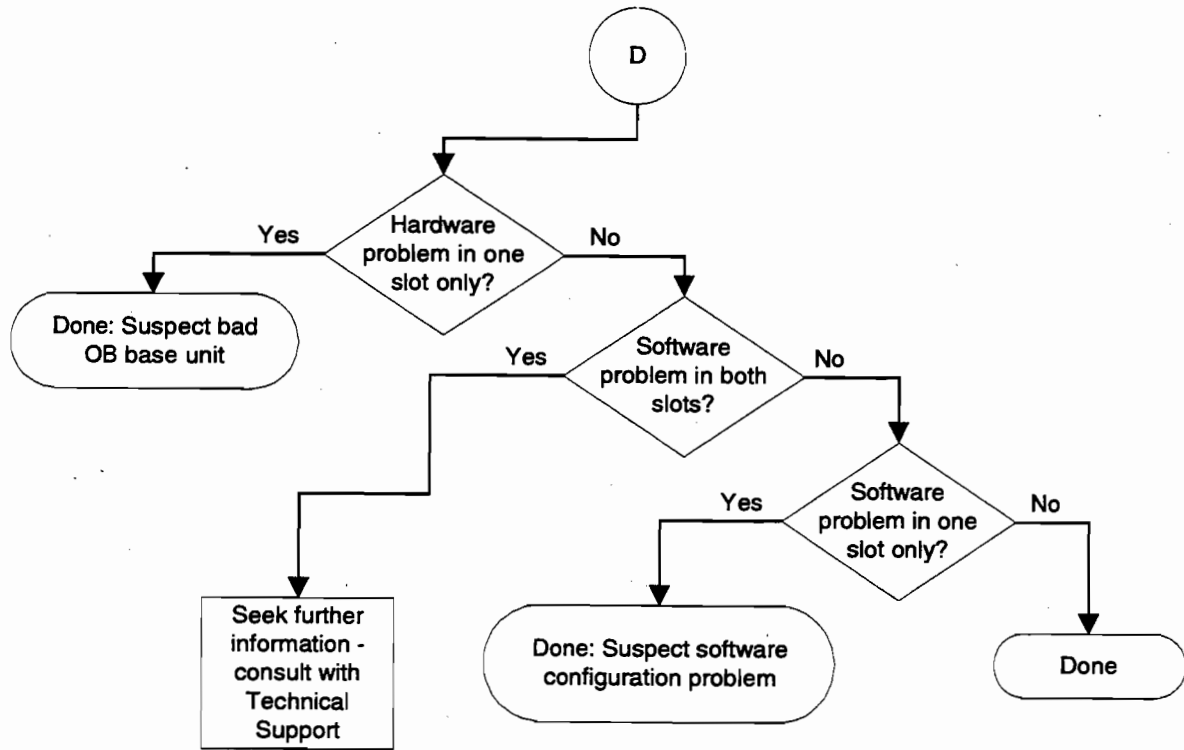 D
Hardware
problem in one
slot only?
Yes
No
Done: Suspect bad
OB base unit
Software
problem in both
slots?
Yes
No
Software
problem in one
slot only?
Yes
No
Seek further
information -
consult with
Technical
Support
Done: Suspect software
configuration problem
Done